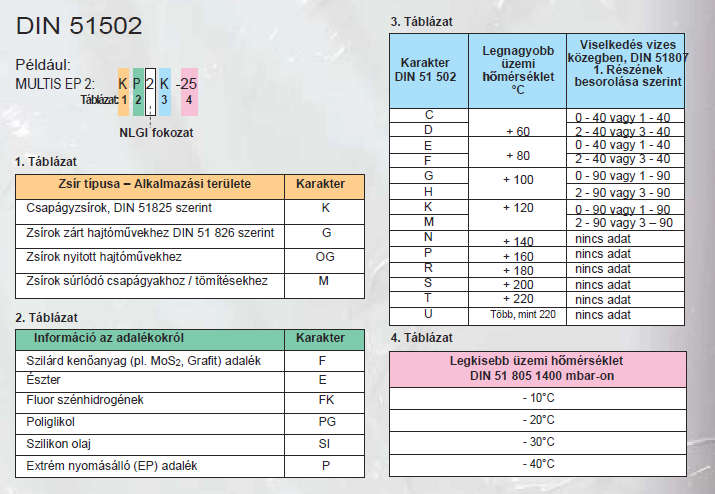 DIN 51502
Például:
MULTIS EP 2: K P 2 K -25
Táblázat: 1 2 3 4
NLGI fokozat
1. Táblázat
Zsír típusa – Alkalmazási területe Karakter
Csapágyzsírok, DIN 51825 szerint K
Zsírok zárt hajtóművekhez DIN 51 826 szerint G
Zsírok nyitott hajtóművekhez OG
Zsírok súrlódó csapágyakhoz / tömítésekhez M
2. Táblázat
Információ az adalékokról Karakter
Szilárd kenőanyag (pl. MoS2, Grafit) adalék F
Észter E
Fluor szénhidrogének FK
Poliglikol PG
Szilikon olaj SI
Extrém nyomásálló (EP) adalék P
3. Táblázat
Karakter
DIN 51 502
Legnagyobb
üzemi
hőmérséklet
°C
Viselkedés vizes
közegben, DIN 51807
1. Részének
besorolása szerint
C 0 - 40 vagy 1 - 40
D + 60 2 - 40 vagy 3 - 40
E 0 - 40 vagy 1 - 40
F + 80 2 - 40 vagy 3 - 40
G + 100 0 - 90 vagy 1 - 90
H 2 - 90 vagy 3 - 90
K + 120 0 - 90 vagy 1 - 90
M 2 - 90 vagy 3 – 90
N + 140 nincs adat
P + 160 nincs adat
R + 180 nincs adat
S + 200 nincs adat
T + 220 nincs adat
U Több, mint 220 nincs adat
4. Táblázat
Legkisebb üzemi hőmérséklet
DIN 51 805 1400 mbar-on
- 10°C
- 20°C
- 30°C
- 40°C